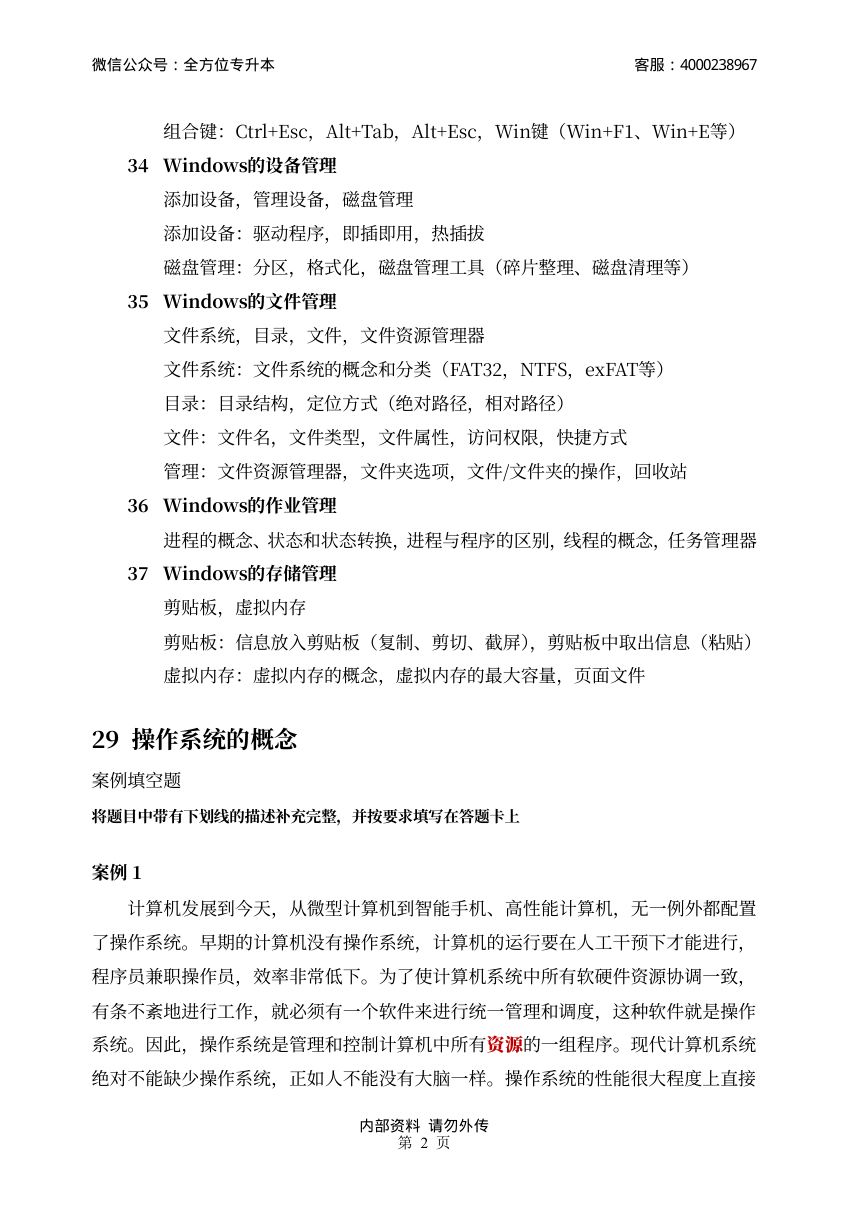 微信公众号：全方位专升本 客服：4000238967
组合键：Ctrl+Esc，Alt+Tab，Alt+Esc，Win键（Win+F1、Win+E等）
34 Windows的设备管理
添加设备，管理设备，磁盘管理
添加设备：驱动程序，即插即用，热插拔
磁盘管理：分区，格式化，磁盘管理工具（碎片整理、磁盘清理等）
35 Windows的文件管理
文件系统，目录，文件，文件资源管理器
文件系统：文件系统的概念和分类（FAT32，NTFS，exFAT等）
目录：目录结构，定位方式（绝对路径，相对路径）
文件：文件名，文件类型，文件属性，访问权限，快捷方式
管理：文件资源管理器，文件夹选项，文件/文件夹的操作，回收站
36 Windows的作业管理
进程的概念、状态和状态转换，进程与程序的区别，线程的概念，任务管理器
37 Windows的存储管理
剪贴板，虚拟内存
剪贴板：信息放入剪贴板（复制、剪切、截屏），剪贴板中取出信息（粘贴）
虚拟内存：虚拟内存的概念，虚拟内存的最大容量，页面文件
29 操作系统的概念
案例填空题
将题目中带有下划线的描述补充完整，并按要求填写在答题卡上
案例 1
计算机发展到今天，从微型计算机到智能手机、高性能计算机，无一例外都配置
了操作系统。早期的计算机没有操作系统，计算机的运行要在人工干预下才能进行，
程序员兼职操作员，效率非常低下。为了使计算机系统中所有软硬件资源协调一致，
有条不紊地进行工作，就必须有一个软件来进行统一管理和调度，这种软件就是操作
系统。因此，操作系统是管理和控制计算机中所有资源的一组程序。现代计算机系统
绝对不能缺少操作系统，正如人不能没有大脑一样。操作系统的性能很大程度上直接
内部资料 请勿外传
第 2 页